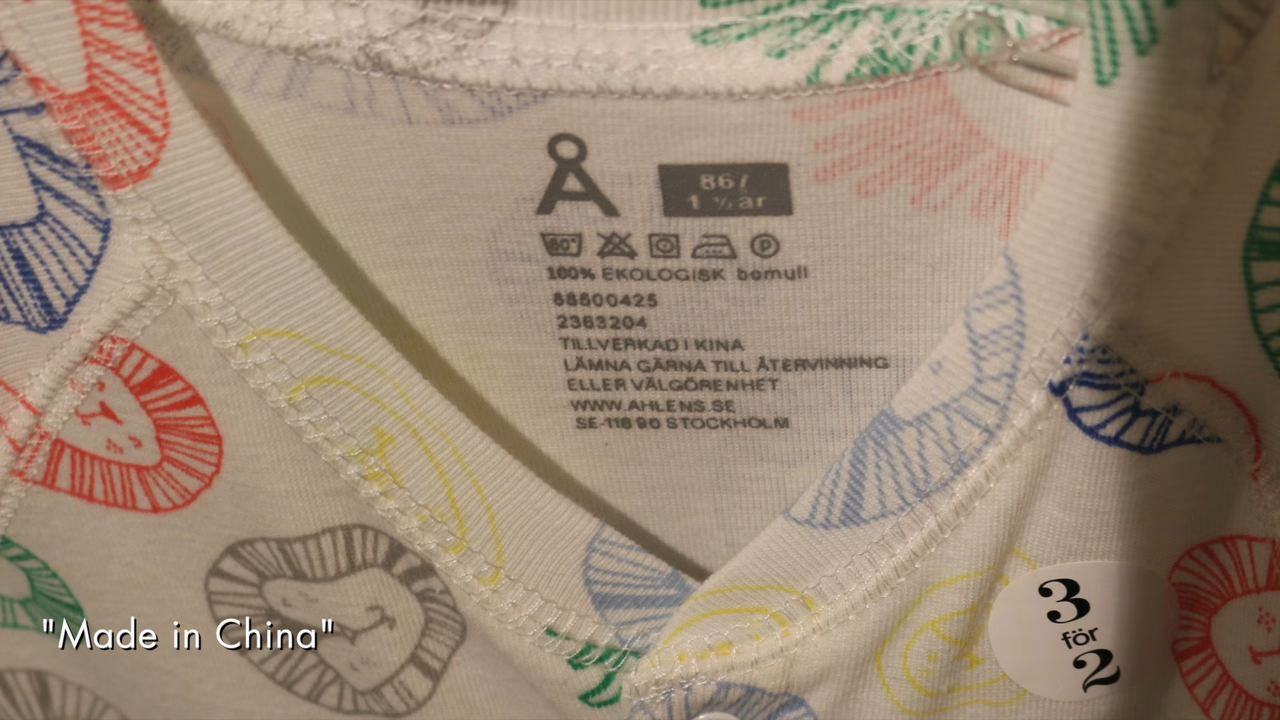 Å
86/
1 ½ år
60°
P
100% EKOLOGISK bomull
88500425
2363204
TILLVERKAD I KINA
LÄMNA GÄRNA TILL ÅTERVINNING
ELLER VÄLGÖRENHET
WWW.AHLENS.SE
SE-118 90 STOCKHOLM
"Made in China"
3
för
2